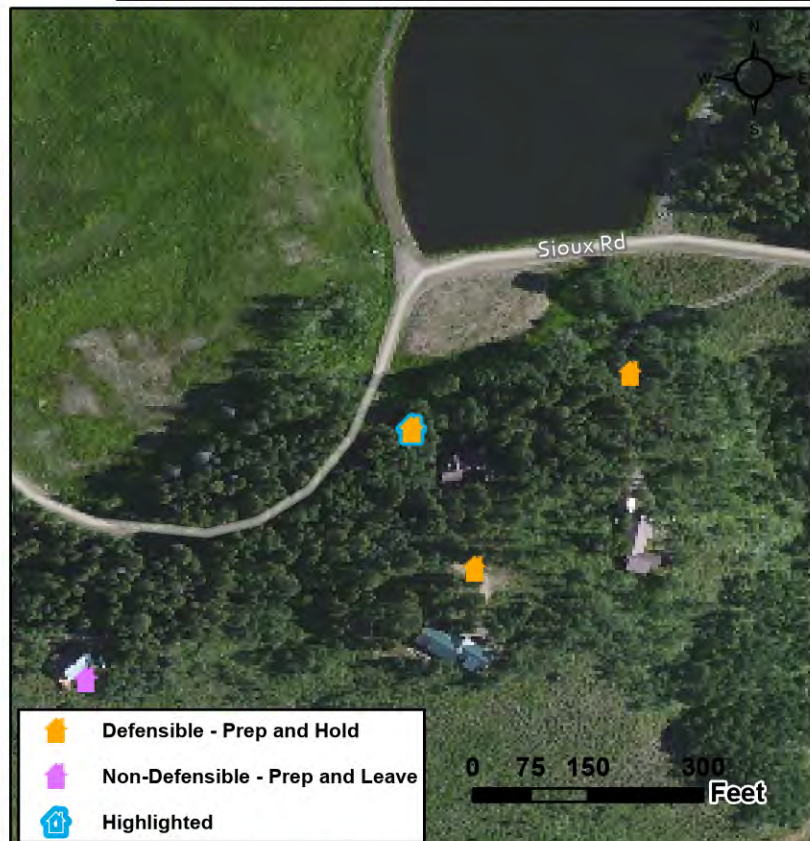 N
W E
S
Sioux Rd
Defensible - Prep and Hold
Non-Defensible - Prep and Leave
Highlighted
0 75 150 300
Feet